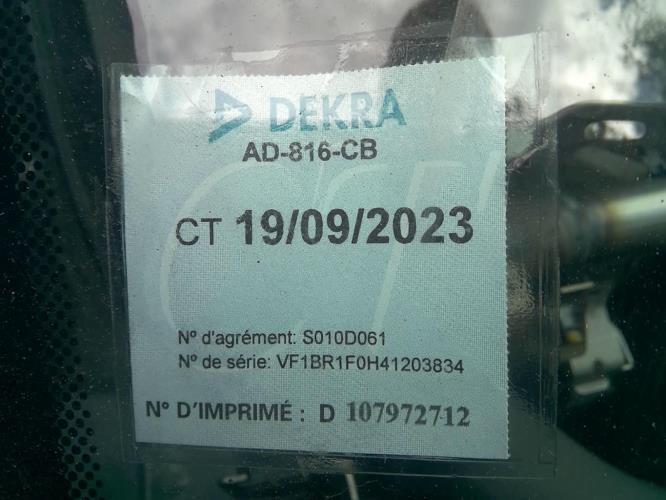 DEKRA
AD-816-CB
CT 19/09/2023
N° d'agrément: S010D061
N° de série: VF1BR1F0H41203834
N° D'IMPRIMÉ : D 107972712